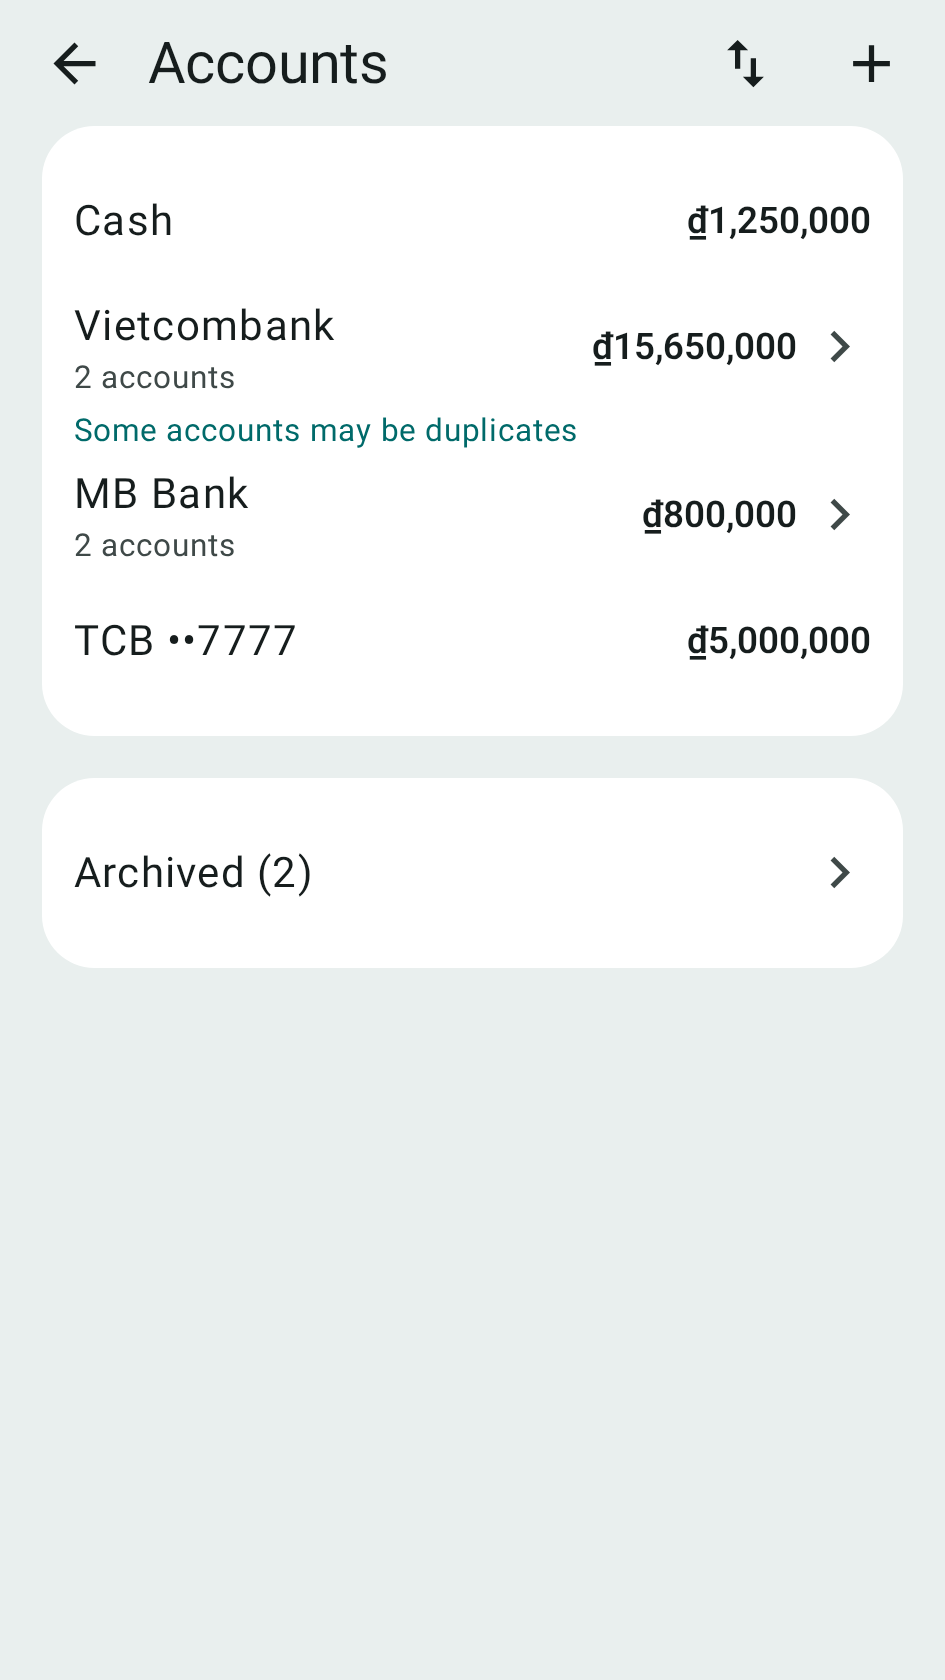 Accounts
Cash
₫1,250,000
Vietcombank
₫15,650,000
2 accounts
Some accounts may be duplicates
MB Bank
₫800,000
2 accounts
TCB ••7777
₫5,000,000
Archived (2)